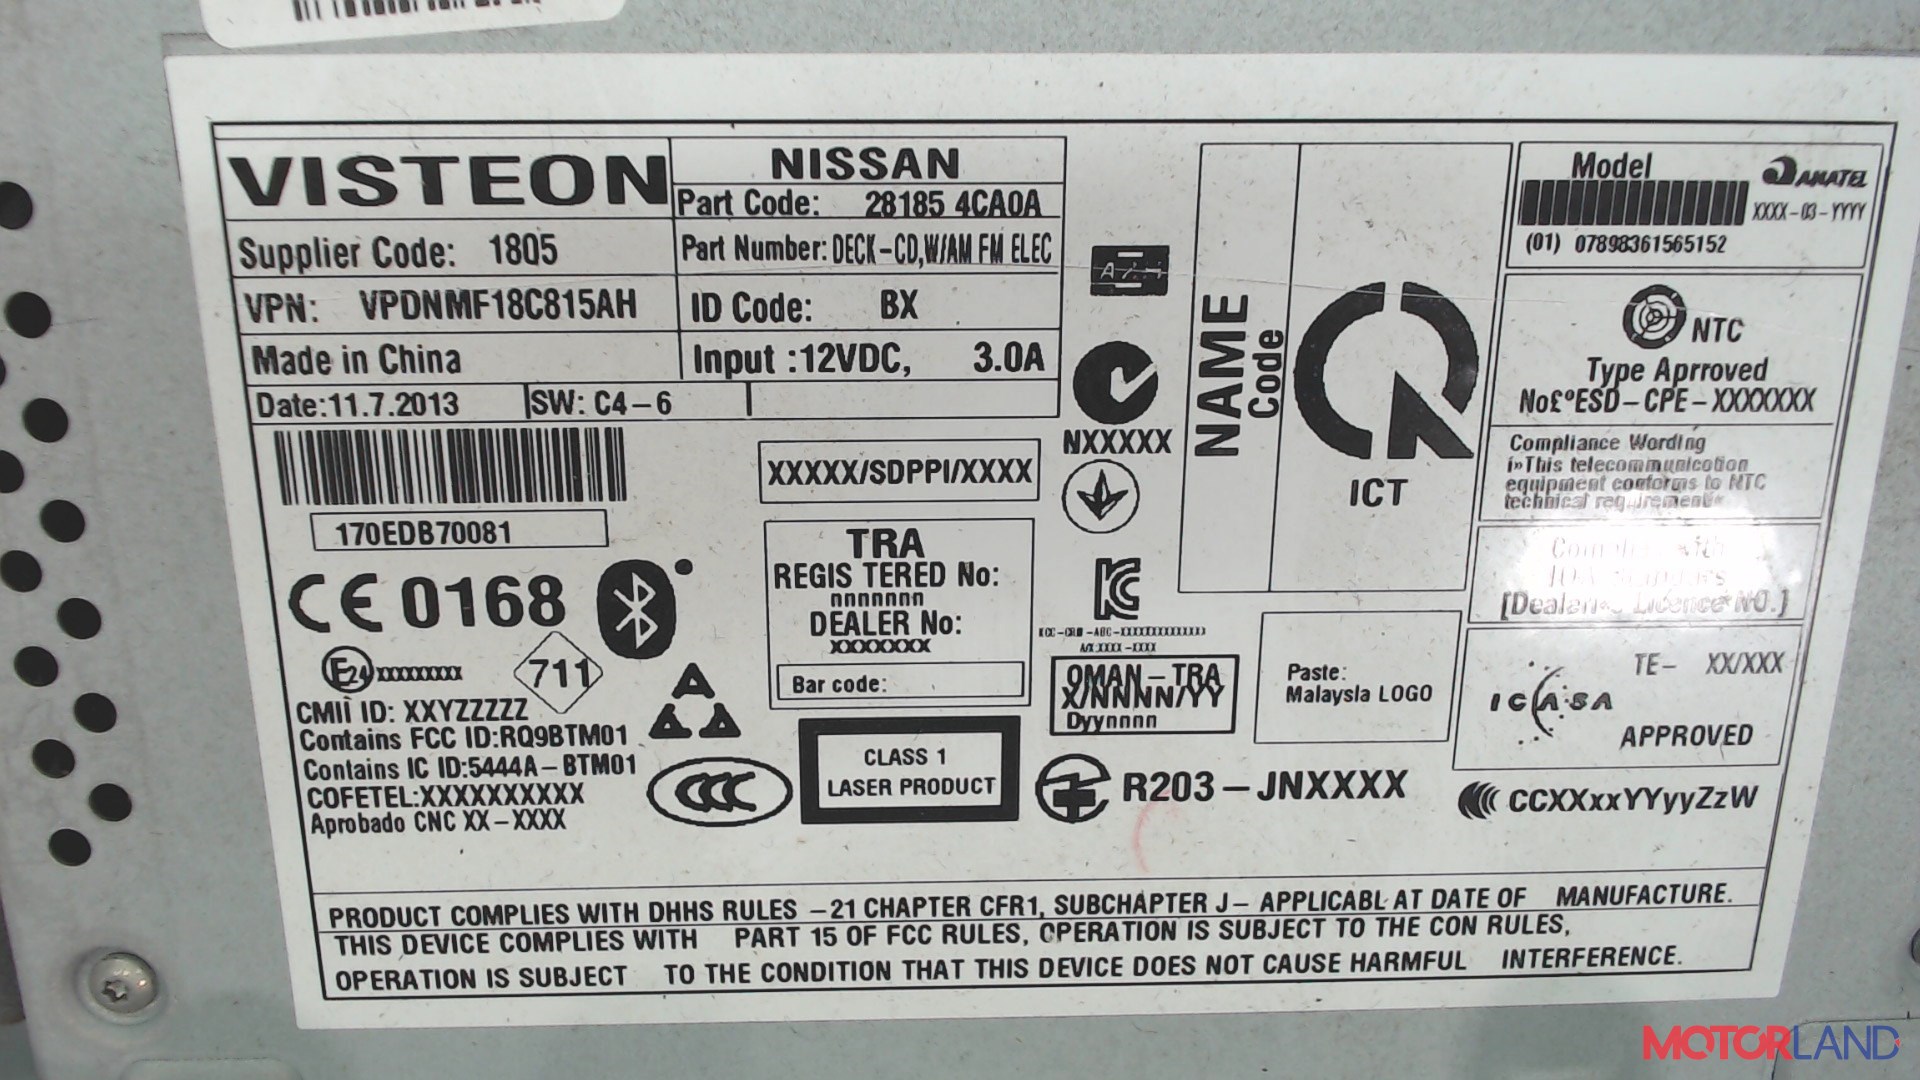 VISTEON
NISSAN
Part Code: 28185 4CA0A
Supplier Code: 1805
Part Number: DECK-CD,W/AM FM ELEC
VPN: VPDNMF18C815AH
ID Code: BX
Made in China
Input :12VDC, 3.0A
Date:11.7.2013
SW: C4-6
170EDB70081
CE 0168
E24 XXXXXXXXX
711
CMII ID: XXYZZZZZ
Contains FCC ID:RQ9BTM01
Contains IC ID:5444A-BTM01
COFETEL:XXXXXXXXXX
Aprobado CNC XX-XXXX
XXXXX/SDPPI/XXXX
TRA
REGIS TERED No:
nnnnnnn
DEALER No:
XXXXXXX
Bar code:
CLASS 1
LASER PRODUCT
NXXXXX
OMAN-TRA
X/NNNN/YY
Dyynnnn
R203-JNXXXX
NAME
Code
ICT
Paste:
Malaysla LOGO
Model
ANATEL
XXXX-03-YYYY
(01) 07898361565152
NTC
Type Aprroved
No£ºESD-CPE-XXXXXXX
Compliance Wording
i»This telecommunication
equipment conforms to NTC
technical requirement«
[Dealer's Licence NO.]
ICASA
TE- XX/XXX
APPROVED
CCXXxxYYyyZzW
PRODUCT COMPLIES WITH DHHS RULES -21 CHAPTER CFR1, SUBCHAPTER J- APPLICABL AT DATE OF MANUFACTURE.
THIS DEVICE COMPLIES WITH PART 15 OF FCC RULES, OPERATION IS SUBJECT TO THE CON RULES,
OPERATION IS SUBJECT TO THE CONDITION THAT THIS DEVICE DOES NOT CAUSE HARMFUL INTERFERENCE.
MOTORLAND